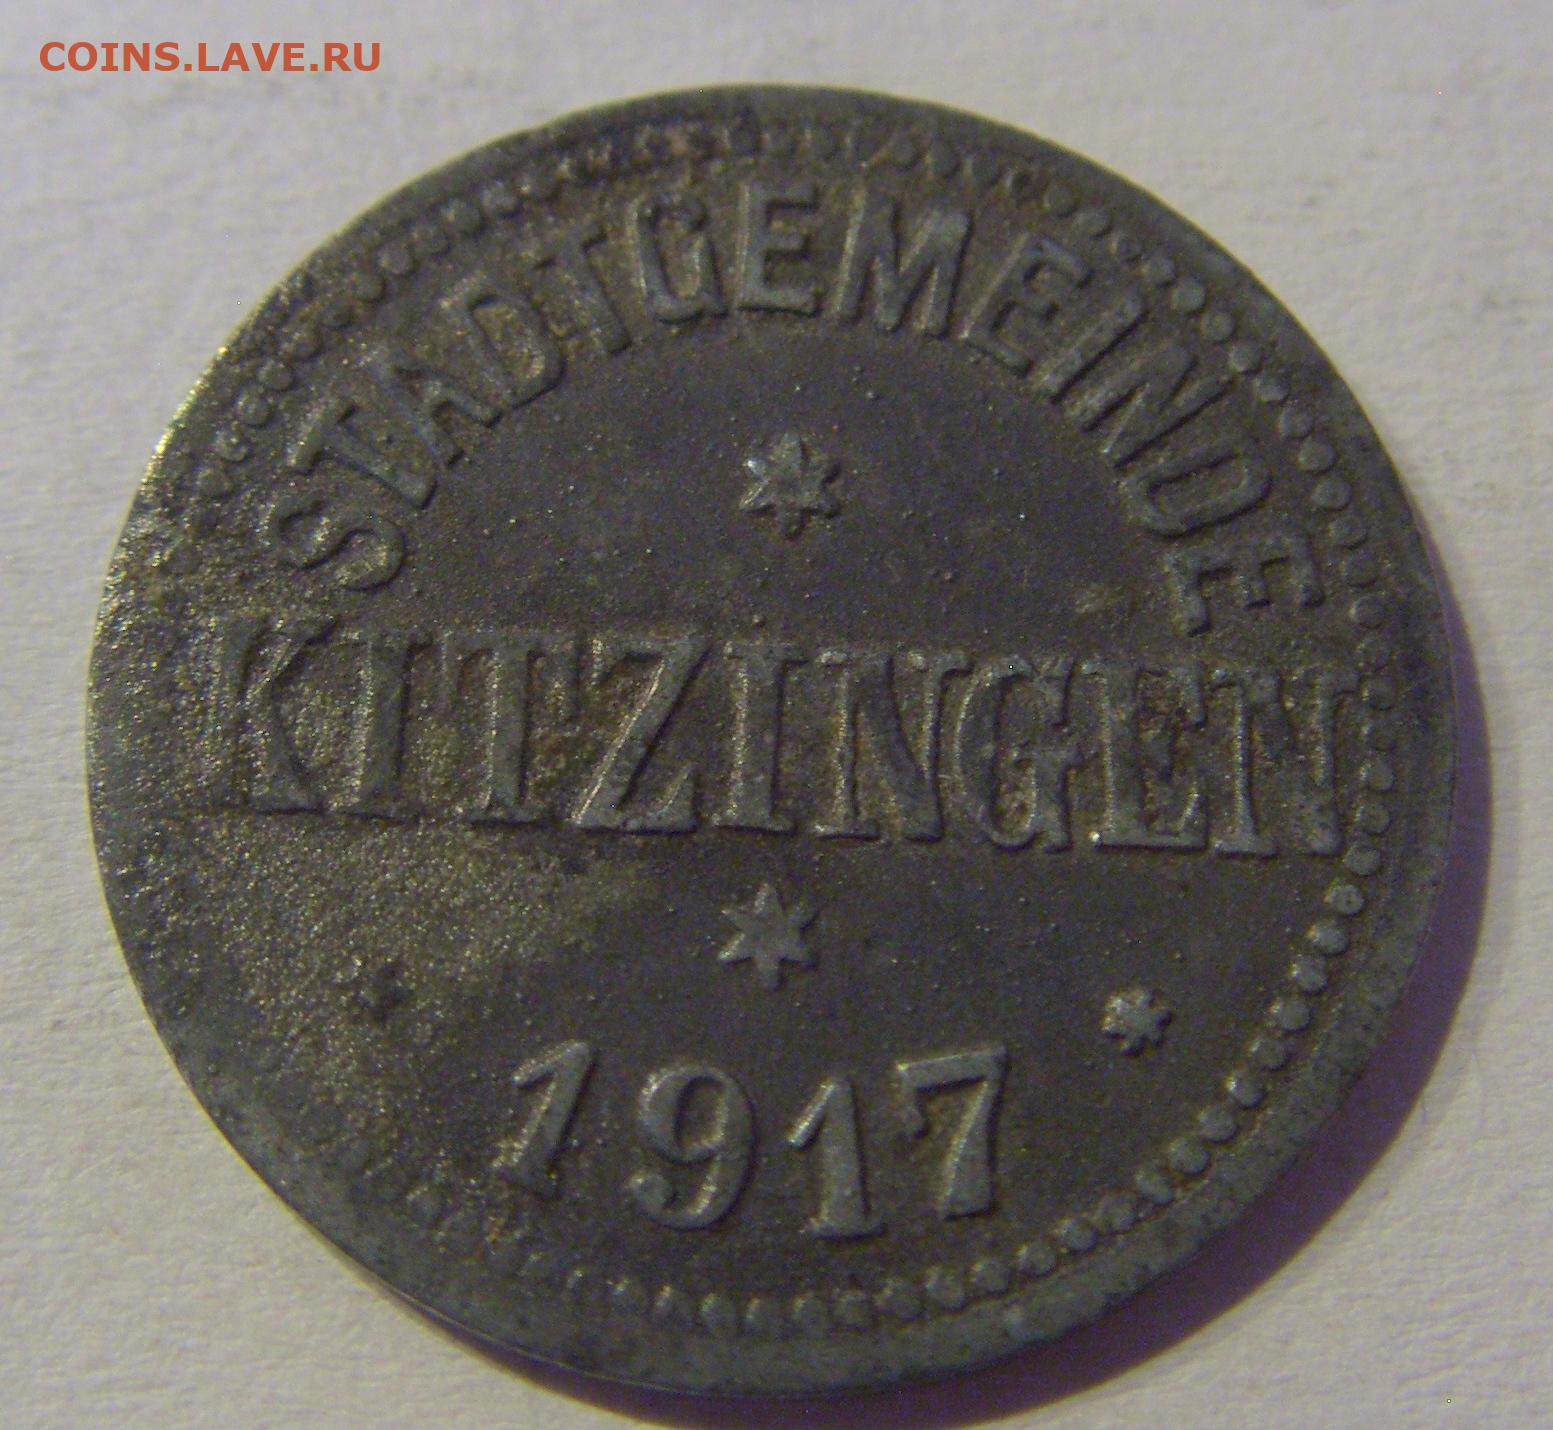 COINS.LAVE.RU
STADTGEMEINDE
KITZINGEN
1917